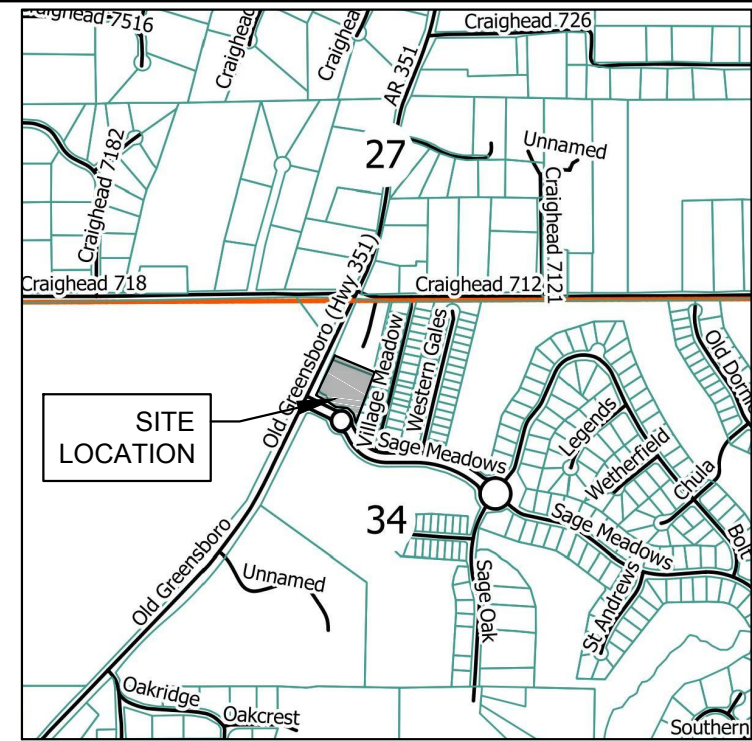 Craighead 7516
Craighead
Craighead
Craighead 726
AR 351
27
Unnamed
Craighead 7182
Craighead 7121
Craighead 718
Craighead 712
Old Greensboro (Hwy 351)
Village Meadow
Western Gales
Old Dorn
SITE
LOCATION
Legends
Sage Meadows
Wetherfield
Chula
34
Sage Meadows
Bolt
Old Greensboro
Unnamed
Sage Oak
St Andrews
Oakridge
Oakcrest
Southern